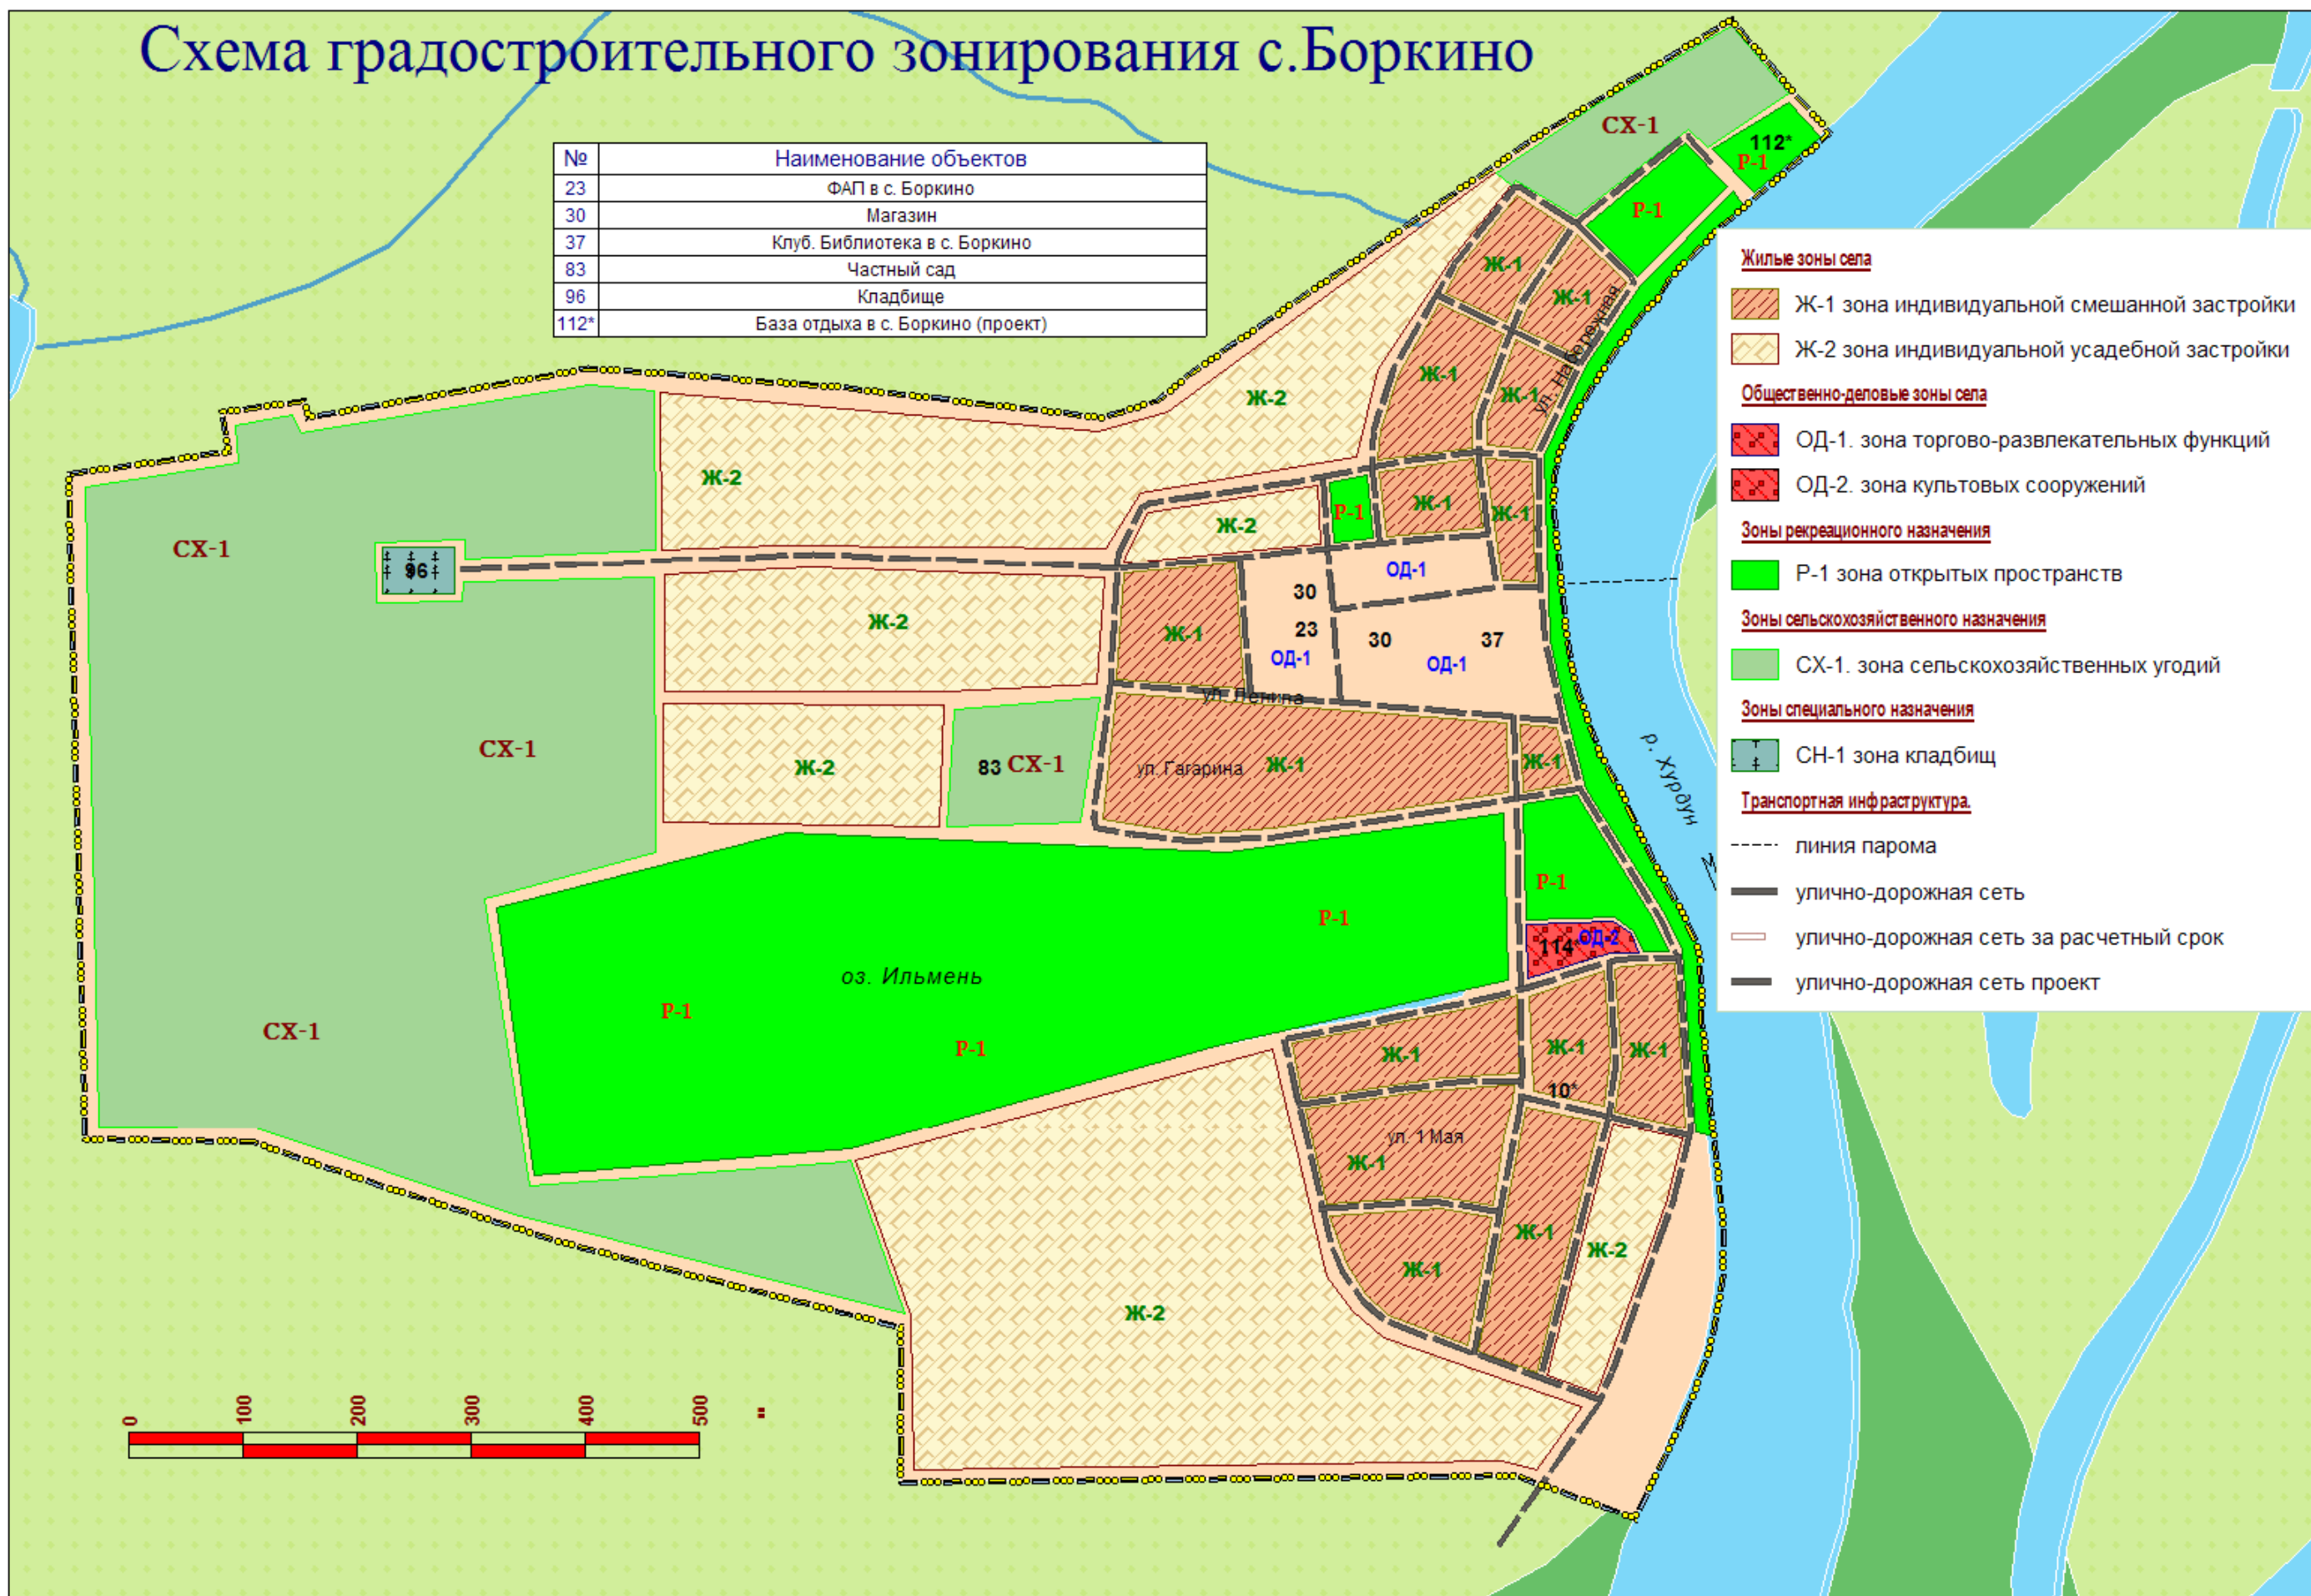 Схема градостроительного зонирования с.Боркино
№ Наименование объектов
23 ФАП в с. Боркино
30 Магазин
37 Клуб. Библиотека в с. Боркино
83 Частный сад
96 Кладбище
112* База отдыха в с. Боркино (проект)
Жилые зоны села
Ж-1 зона индивидуальной смешанной застройки
Ж-2 зона индивидуальной усадебной застройки
Общественно-деловые зоны села
ОД-1. зона торгово-развлекательных функций
ОД-2. зона культовых сооружений
Зоны рекреационного назначения
Р-1 зона открытых пространств
Зоны сельскохозяйственного назначения
СХ-1. зона сельскохозяйственных угодий
Зоны специального назначения
СН-1 зона кладбищ
Транспортная инфраструктура.
линия парома
улично-дорожная сеть
улично-дорожная сеть за расчетный срок
улично-дорожная сеть проект
СХ-1
112*
Р-1
Р-1
Ж-1
Ж-1
ул. Набережная
Ж-1
Ж-1
Ж-2
Ж-2
Ж-1
Ж-1
Р-1
Ж-2
СХ-1
96
ОД-1
30
Ж-2
23
Ж-1
30
37
ОД-1
ОД-1
ул. Ленина
СХ-1
Ж-2
83 СХ-1
ул. Гагарина
Ж-1
Ж-1
р. Хурдун
Р-1
Р-1
114*
ОД-2
оз. Ильмень
Р-1
СХ-1
Р-1
Ж-1
Ж-1
Ж-1
10*
ул. 1 Мая
Ж-1
Ж-1
Ж-2
Ж-1
Ж-2
0 100 200 300 400 500